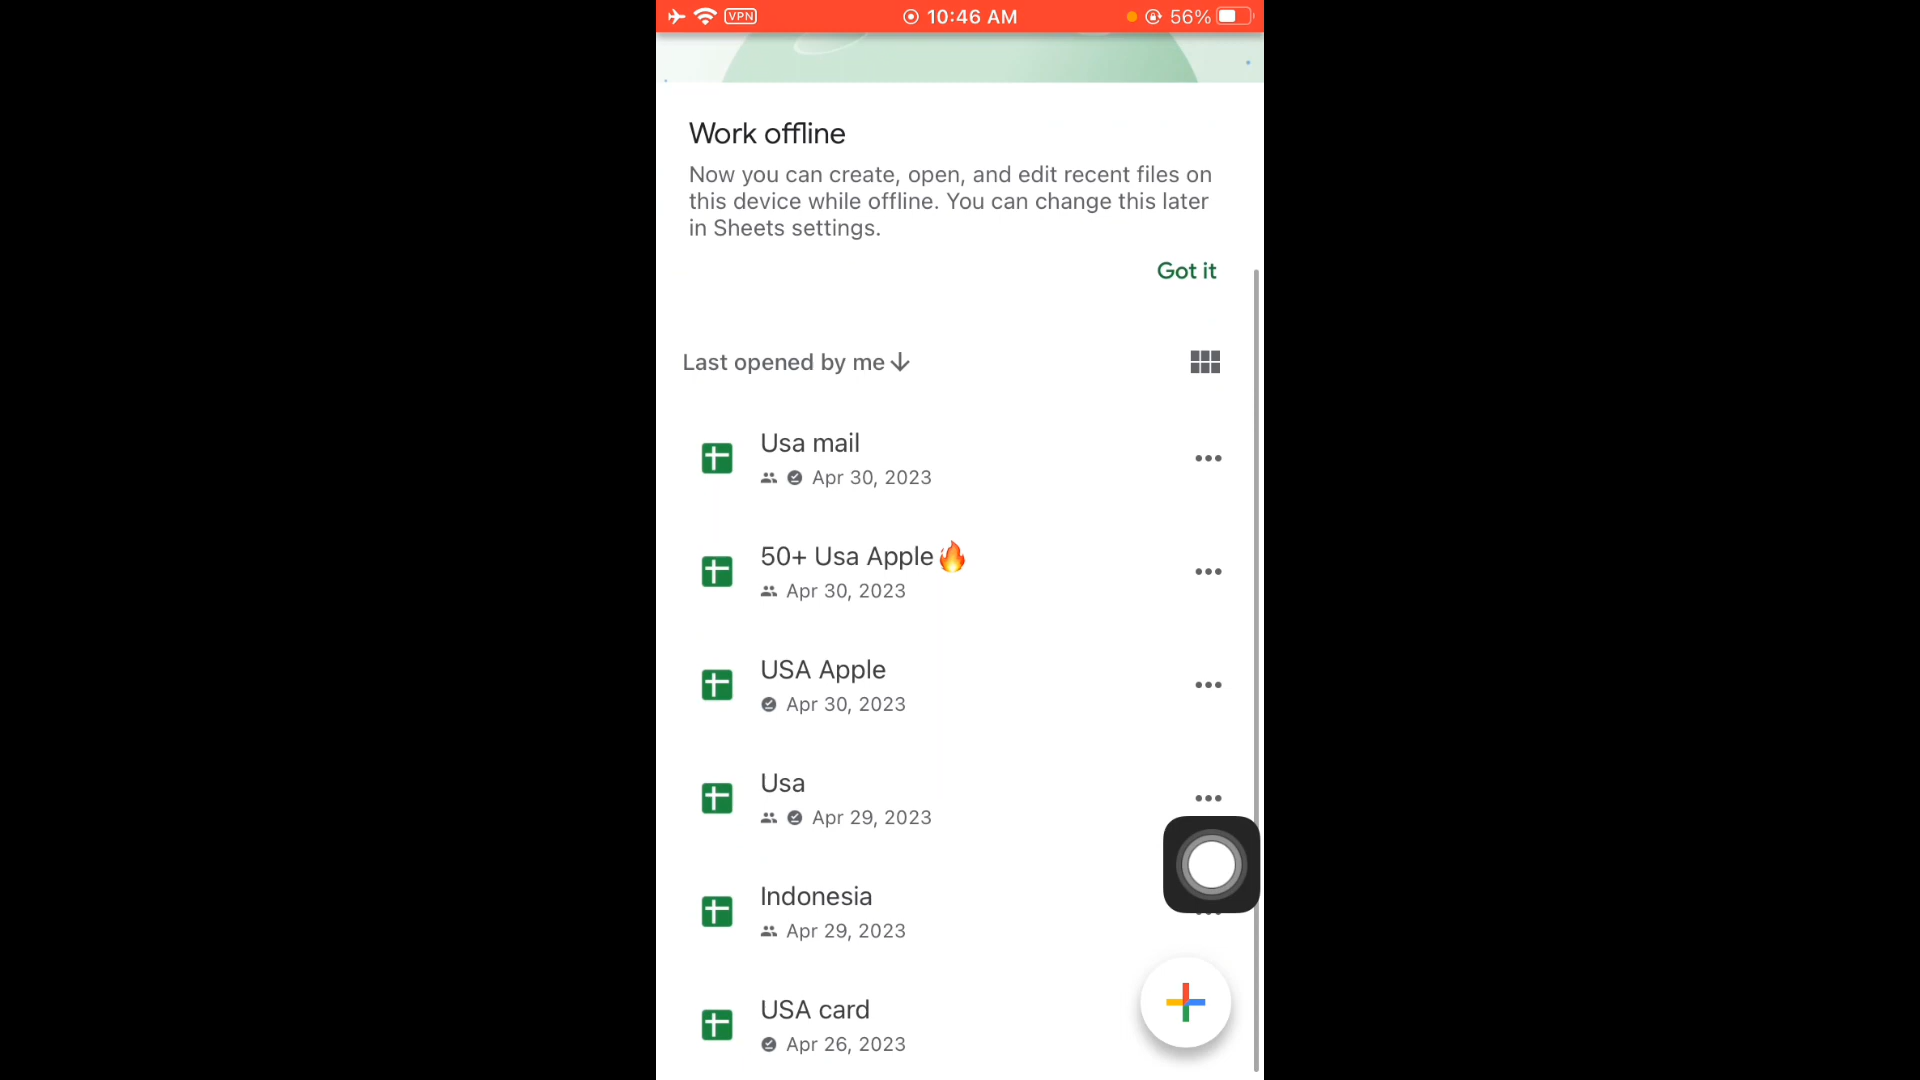 VPN
10:46 AM
56%
Work offline
Now you can create, open, and edit recent files on
this device while offline. You can change this later
in Sheets settings.
Got it
Last opened by me
Usa mail
Apr 30, 2023
50+ Usa Apple🔥
Apr 30, 2023
USA Apple
Apr 30, 2023
Usa
Apr 29, 2023
Indonesia
Apr 29, 2023
USA card
Apr 26, 2023